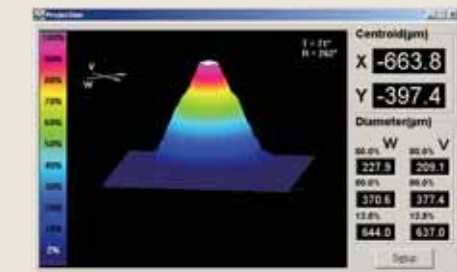 Projection
100%
90%
80%
70%
60%
50%
40%
30%
20%
10%
2%
V
W
Centroid(µm)
X -663.8
Y -397.4
Diameter(µm)
W V
227.9 209.1
370.6 377.4
13.5% 13.5%
644.0 637.0
Setup